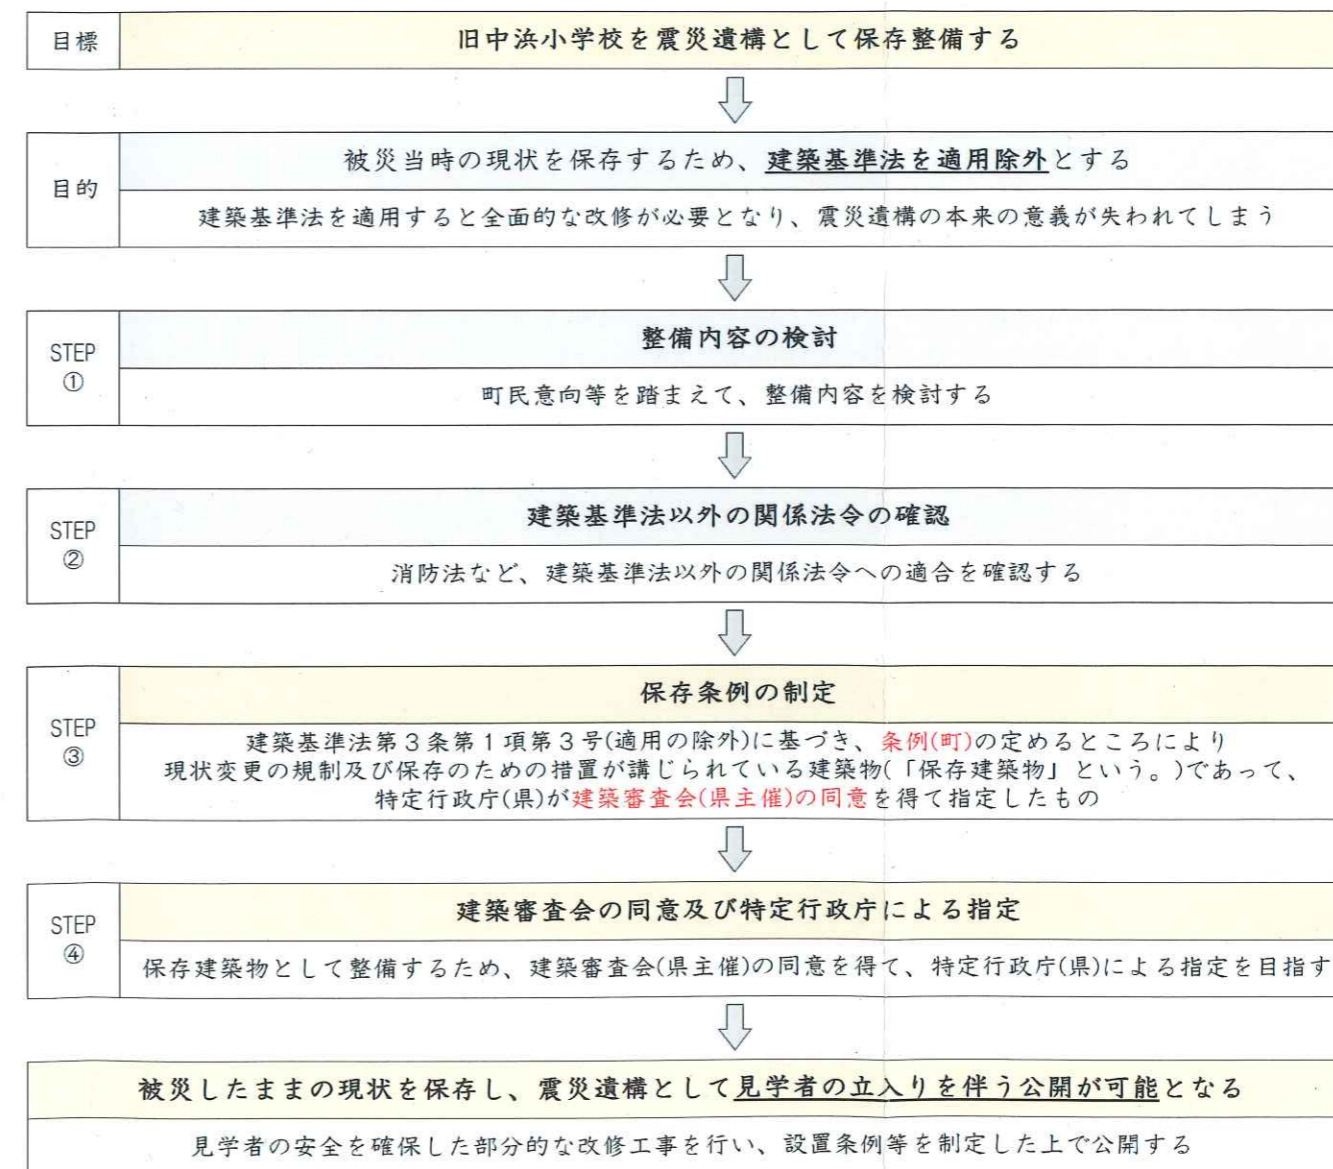 目標
旧中浜小学校を震災遺構として保存整備する
目的
被災当時の現状を保存するため、建築基準法を適用除外とする
建築基準法を適用すると全面的な改修が必要となり、震災遺構の本来の意義が失われてしまう
STEP
①
整備内容の検討
町民意向等を踏まえて、整備内容を検討する
STEP
②
建築基準法以外の関係法令の確認
消防法など、建築基準法以外の関係法令への適合を確認する
STEP
③
保存条例の制定
建築基準法第3条第1項第3号(適用の除外)に基づき、条例(町)の定めるところにより
現状変更の規制及び保存のための措置が講じられている建築物(「保存建築物」という。)であって、
特定行政庁(県)が建築審査会(県主催)の同意を得て指定したもの
STEP
④
建築審査会の同意及び特定行政庁による指定
保存建築物として整備するため、建築審査会(県主催)の同意を得て、特定行政庁(県)による指定を目指す
被災したままの現状を保存し、震災遺構として見学者の立入りを伴う公開が可能となる
見学者の安全を確保した部分的な改修工事を行い、設置条例等を制定した上で公開する